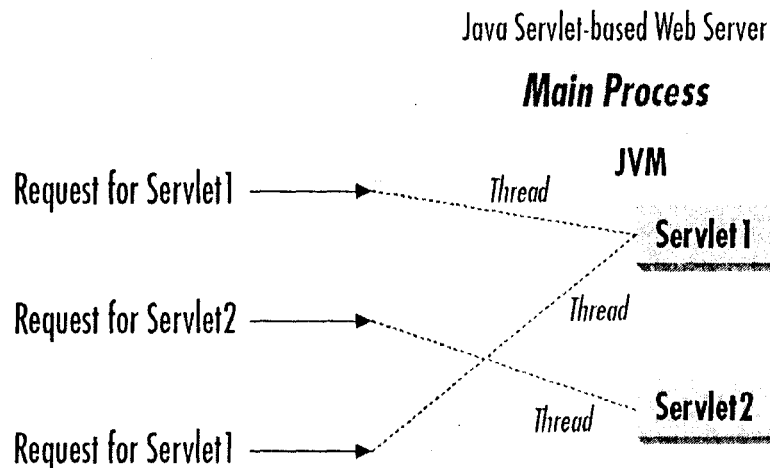 Java Servlet-based Web Server
Main Process
JVM
Request for Servlet1
Thread
Servlet1
Thread
Request for Servlet2
Thread
Servlet2
Request for Servlet1